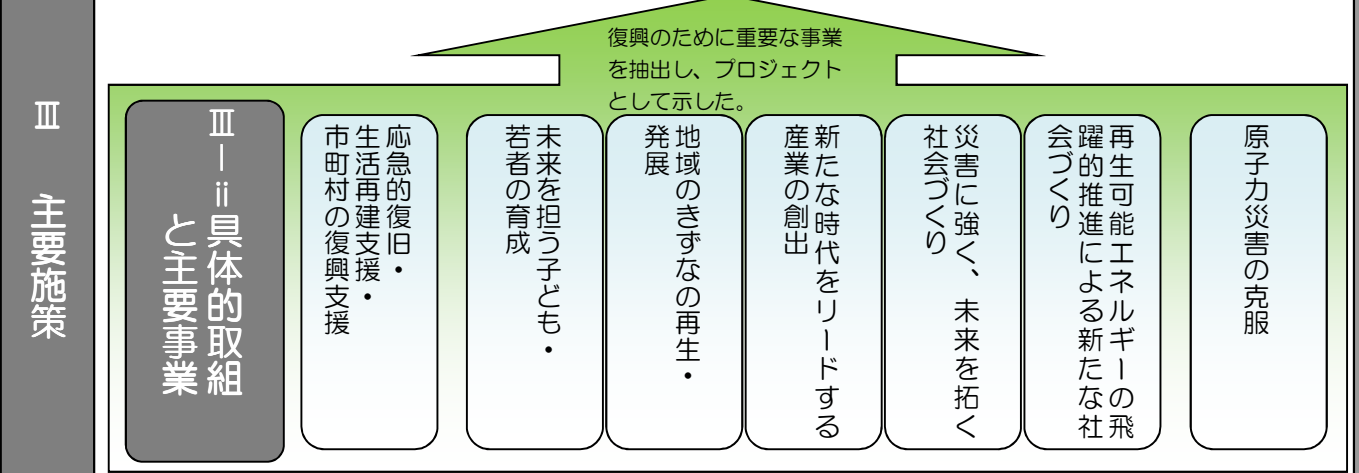 Ⅲ　主要施策
復興のために重要な事業
を抽出し、プロジェクト
として示した。
Ⅲ－ⅱ具体的取組
と主要事業
応急的復旧・
生活再建支援・
市町村の復興支援
未来を担う子ども・
若者の育成
地域のきずなの再生・
発展
新たな時代をリードする
産業の創出
災害に強く、未来を拓く
社会づくり
再生可能エネルギーの飛
躍的推進による新たな社
会づくり
原子力災害の克服